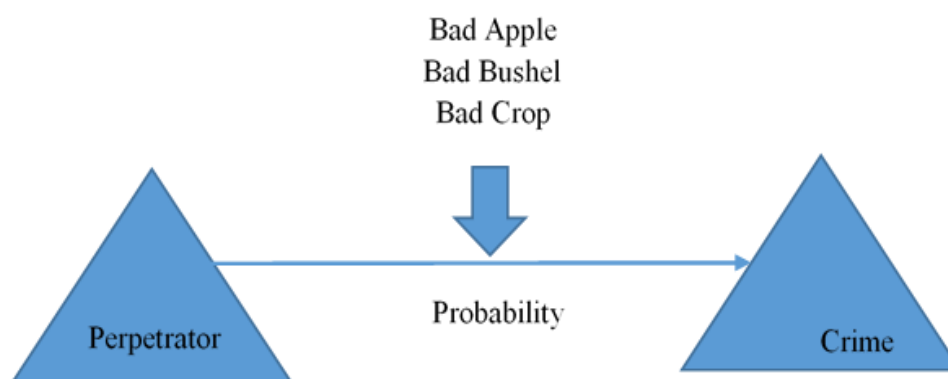 Bad Apple
Bad Bushel
Bad Crop
Probability
Perpetrator
Crime